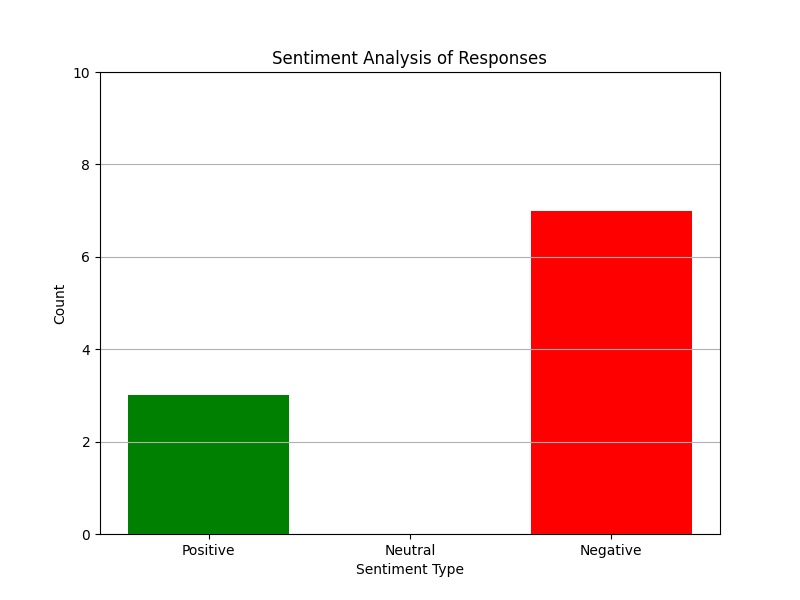 Sentiment Analysis of Responses
10
8
6
4
2
0
Count
Positive Neutral Negative
Sentiment Type